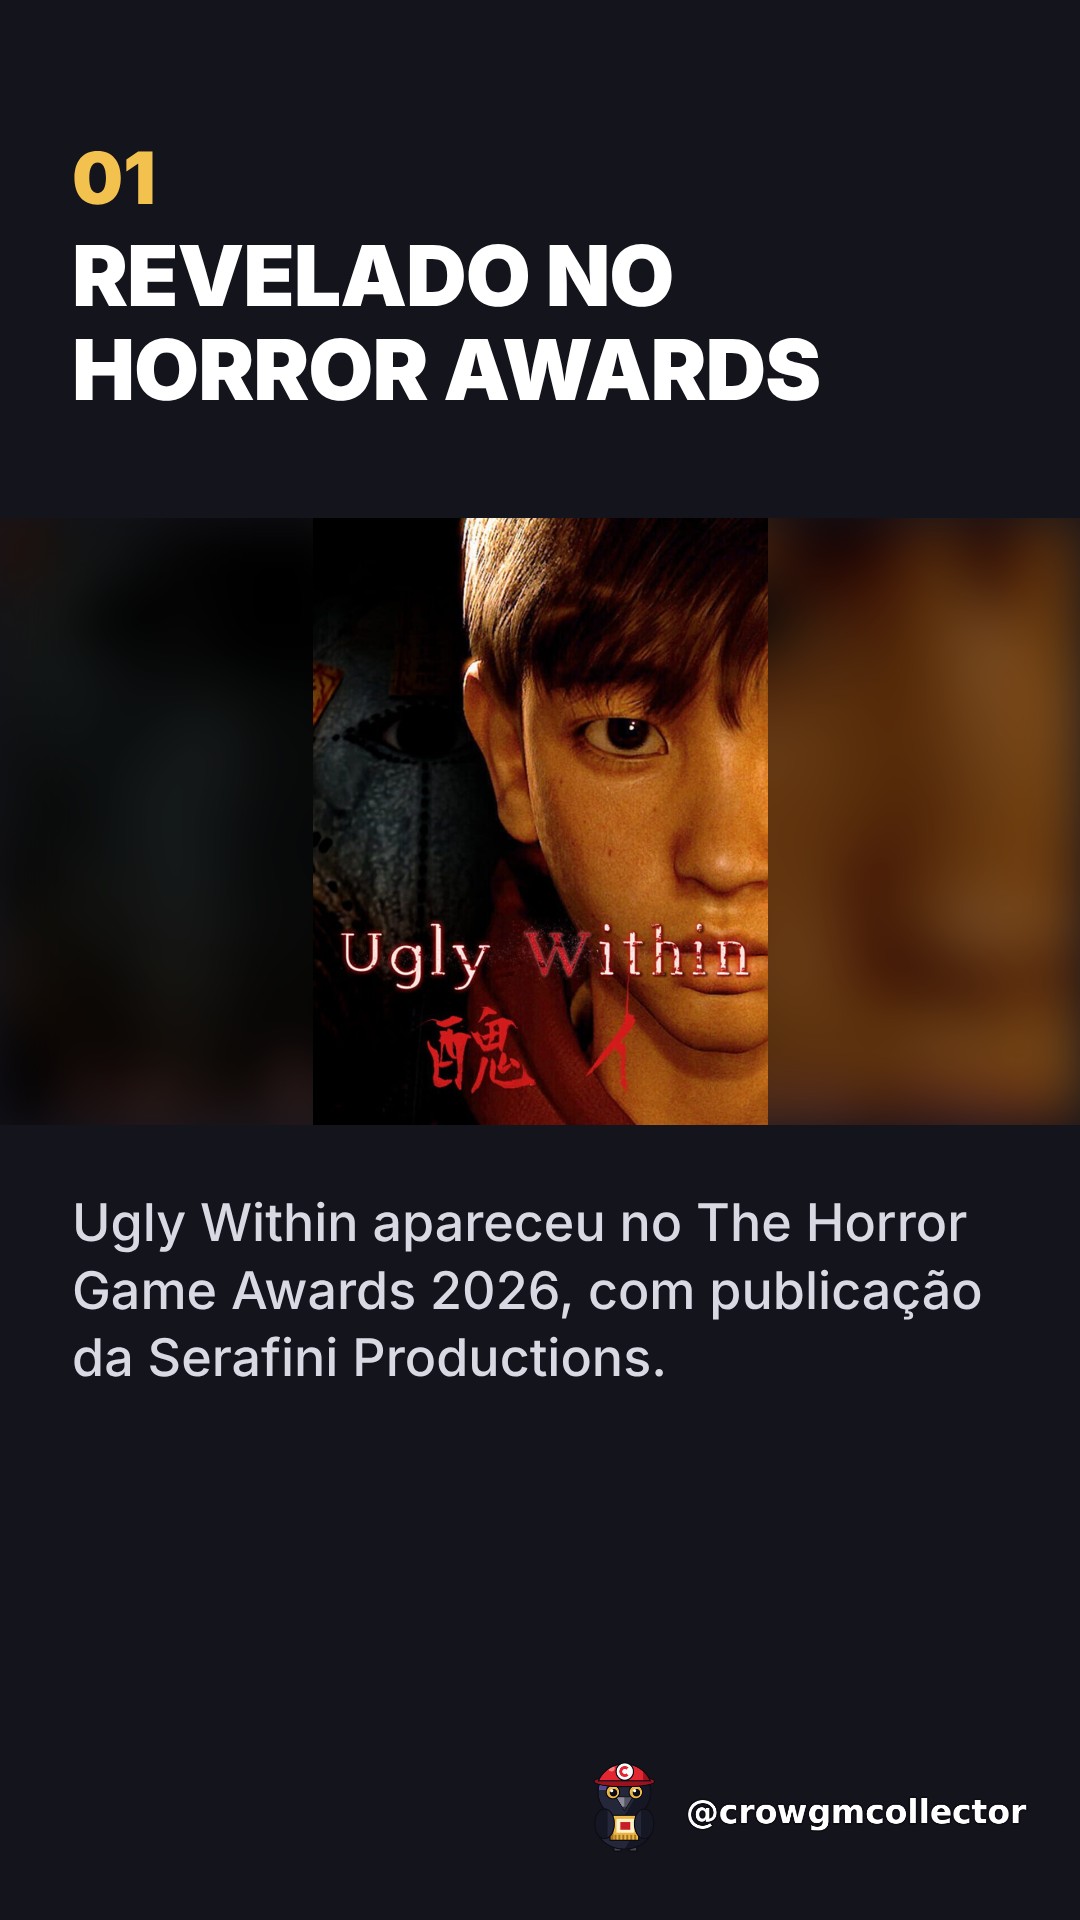 01
REVELADO NO
HORROR AWARDS
Ugly Within
醜 イ
Ugly Within apareceu no The Horror
Game Awards 2026, com publicação
da Serafini Productions.
C
@crowgmcollector